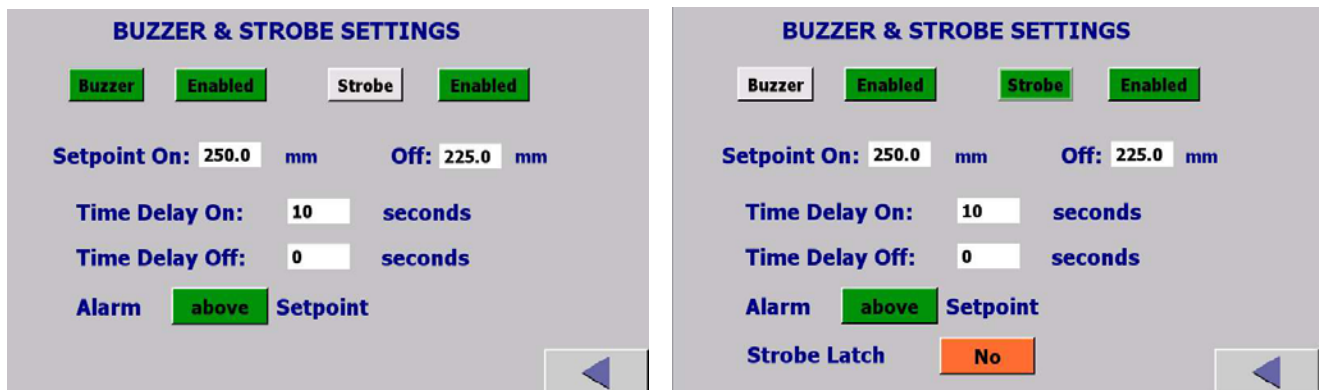 BUZZER & STROBE SETTINGS
Buzzer Enabled Strobe Enabled
Setpoint On: 250.0 mm Off: 225.0 mm
Time Delay On: 10 seconds
Time Delay Off: 0 seconds
Alarm above Setpoint
BUZZER & STROBE SETTINGS
Buzzer Enabled Strobe Enabled
Setpoint On: 250.0 mm Off: 225.0 mm
Time Delay On: 10 seconds
Time Delay Off: 0 seconds
Alarm above Setpoint
Strobe Latch No